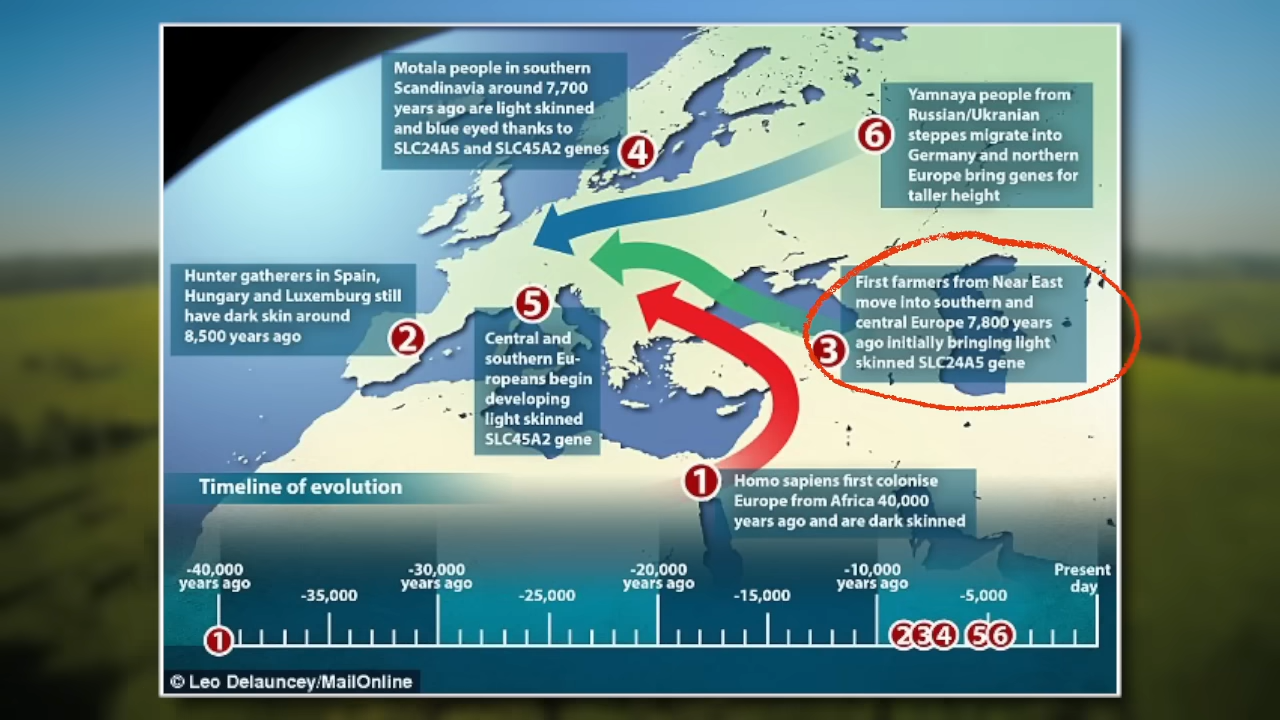 Motala people in southern
Scandinavia around 7,700
years ago are light skinned
and blue eyed thanks to
SLC24A5 and SLC45A2 genes
4
6
Yamnaya people from
Russian/Ukranian
steppes migrate into
Germany and northern
Europe bring genes for
taller height
Hunter gatherers in Spain,
Hungary and Luxemburg still
have dark skin around
8,500 years ago
2
5
Central and
southern Eu-
ropeans begin
developing
light skinned
SLC45A2 gene
3
First farmers from Near East
move into southern and
central Europe 7,800 years
ago initially bringing light
skinned SLC24A5 gene
1
Homo sapiens first colonise
Europe from Africa 40,000
years ago and are dark skinned
Timeline of evolution
-40,000
years ago
-35,000
-30,000
years ago
-25,000
-20,000
years ago
-15,000
-10,000
years ago
-5,000
Present
day
1
2 3 4 5 6
© Leo Delauncey/MailOnline